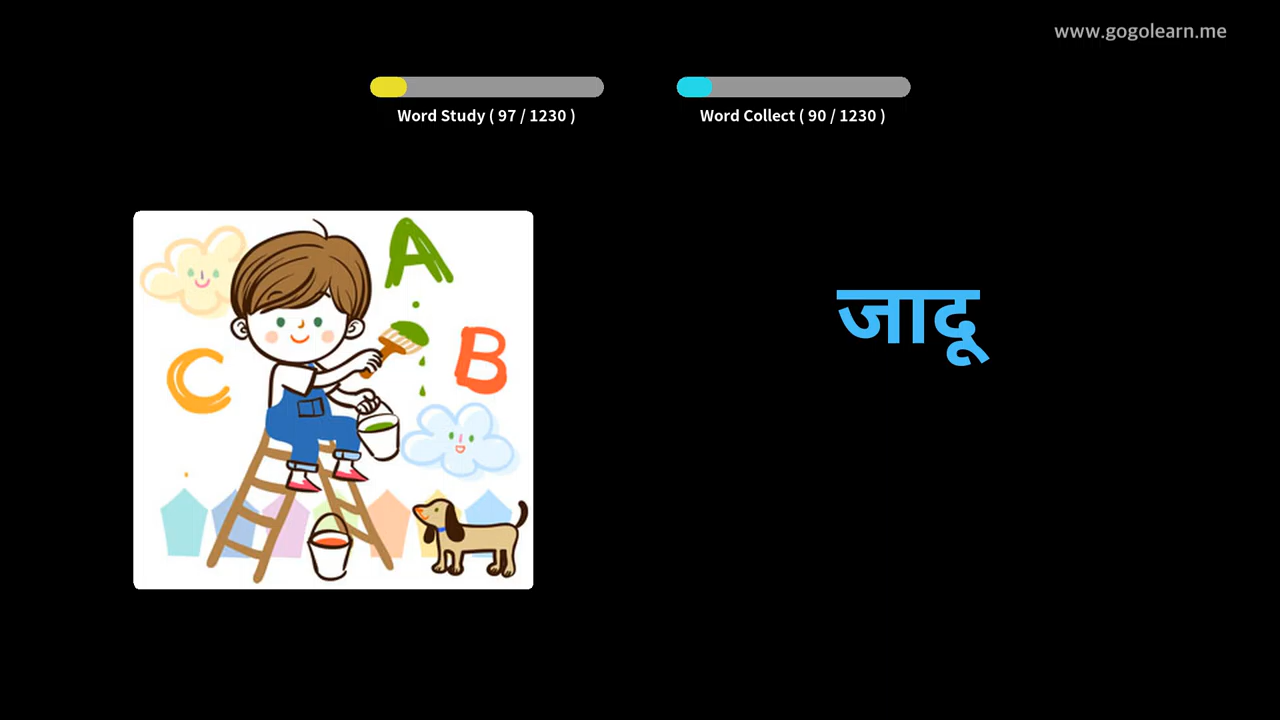 www.gogolearn.me
Word Study ( 97 / 1230 )
Word Collect ( 90 / 1230 )
A
B
C
जादू